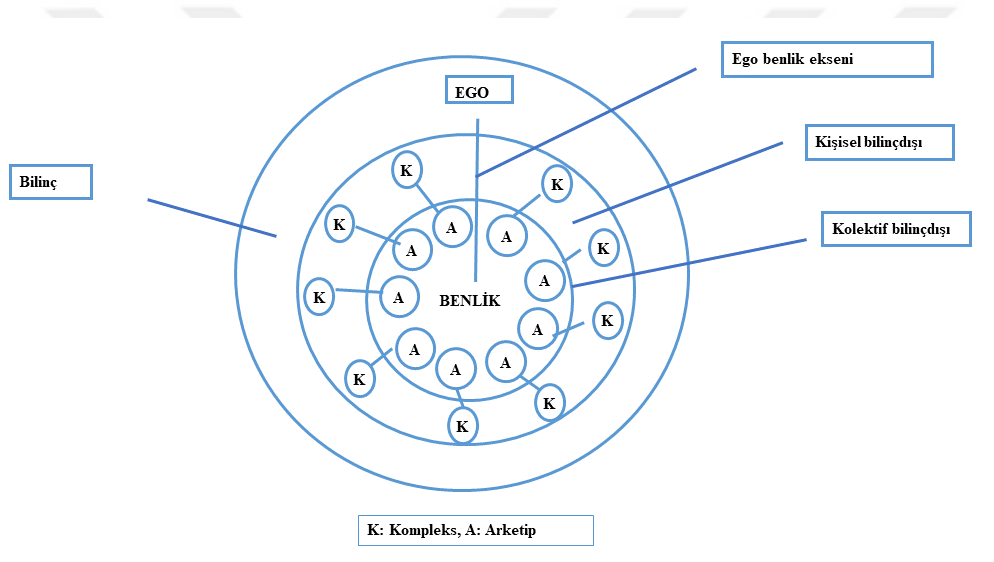 Ego benlik ekseni
EGO
Kişisel bilinçdışı
Bilinç
K
K
K
K
A
A
A
Kolektif bilinçdışı
A
A
K
A
BENLİK
K
A
A
A
A
K
K
K
K: Kompleks, A: Arketip